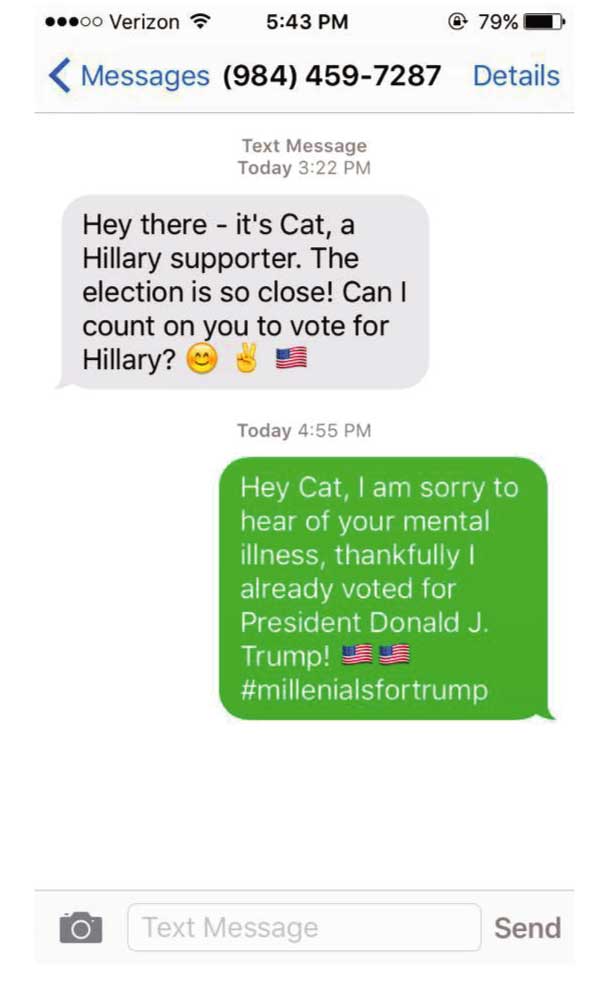 Verizon 5:43 PM 79%
Messages (984) 459-7287 Details
Text Message
Today 3:22 PM
Hey there - it's Cat, a
Hillary supporter. The
election is so close! Can I
count on you to vote for
Hillary? 😊 ✌️ 🇺🇸
Today 4:55 PM
Hey Cat, I am sorry to
hear of your mental
illness, thankfully I
already voted for
President Donald J.
Trump! 🇺🇸 🇺🇸
#millenialsfortrump
Text Message Send